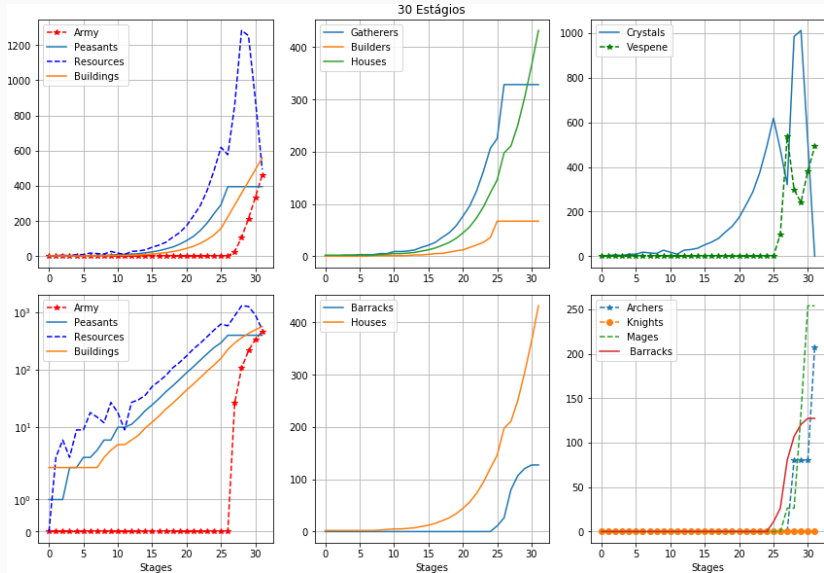 30 Estágios
Army
Peasants
Resources
Buildings
1200
1000
800
600
400
200
0
0 5 10 15 20 25 30
Gatherers
Builders
Houses
400
300
200
100
0
0 5 10 15 20 25 30
Crystals
Vespene
1000
800
600
400
200
0
0 5 10 15 20 25 30
Army
Peasants
Resources
Buildings
10³
10²
10¹
10⁰
0
0 5 10 15 20 25 30
Stages
Barracks
Houses
400
300
200
100
0
0 5 10 15 20 25 30
Stages
Archers
Knights
Mages
Barracks
250
200
150
100
50
0
0 5 10 15 20 25 30
Stages